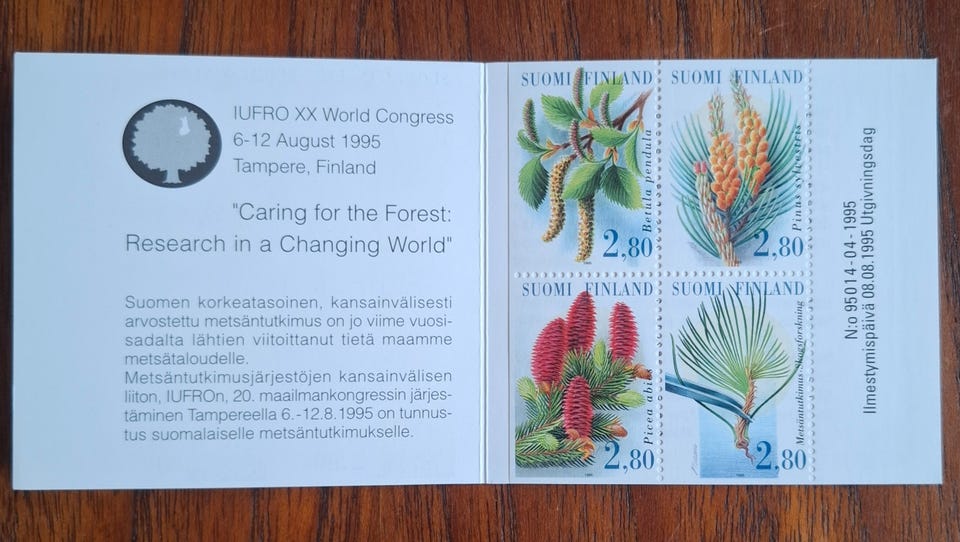 IUFRO XX World Congress
6-12 August 1995
Tampere, Finland
"Caring for the Forest:
Research in a Changing World"
Suomen korkeatasoinen, kansainvälisesti
arvostettu metsäntutkimus on jo viime vuosi-
sadalta lähtien viitoittanut tietä maamme
metsätaloudelle.
Metsäntutkimusjärjestöjen kansainvälisen
liiton, IUFROn, 20. maailmankongressin järjes-
täminen Tampereella 6.-12.8.1995 on tunnus-
tus suomalaiselle metsäntutkimukselle.
SUOMI FINLAND
Betula pendula
2,80
1995
SUOMI FINLAND
Pinus sylvestris
2,80
SUOMI FINLAND
Picea abies
2,80
1995
SUOMI FINLAND
Metsäntutkimus Skogsforskning
2,80
1995
N:o 95014-04-1995
Ilmestymispäivä 08.08.1995 Utgivningsdag